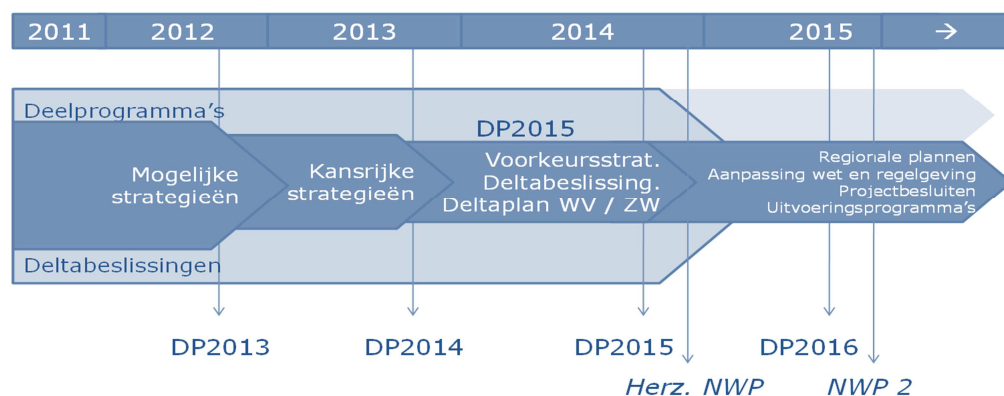 2011 2012 2013 2014 2015 →
Deelprogramma's
DP2015
Mogelijke
strategieën
Kansrijke
strategieën
Voorkeursstrat.
Deltabeslissing.
Deltaplan WV / ZW
Regionale plannen
Aanpassing wet en regelgeving
Projectbesluiten
Uitvoeringsprogramma's
Deltabeslissingen
DP2013 DP2014 DP2015 DP2016
Herz. NWP NWP 2